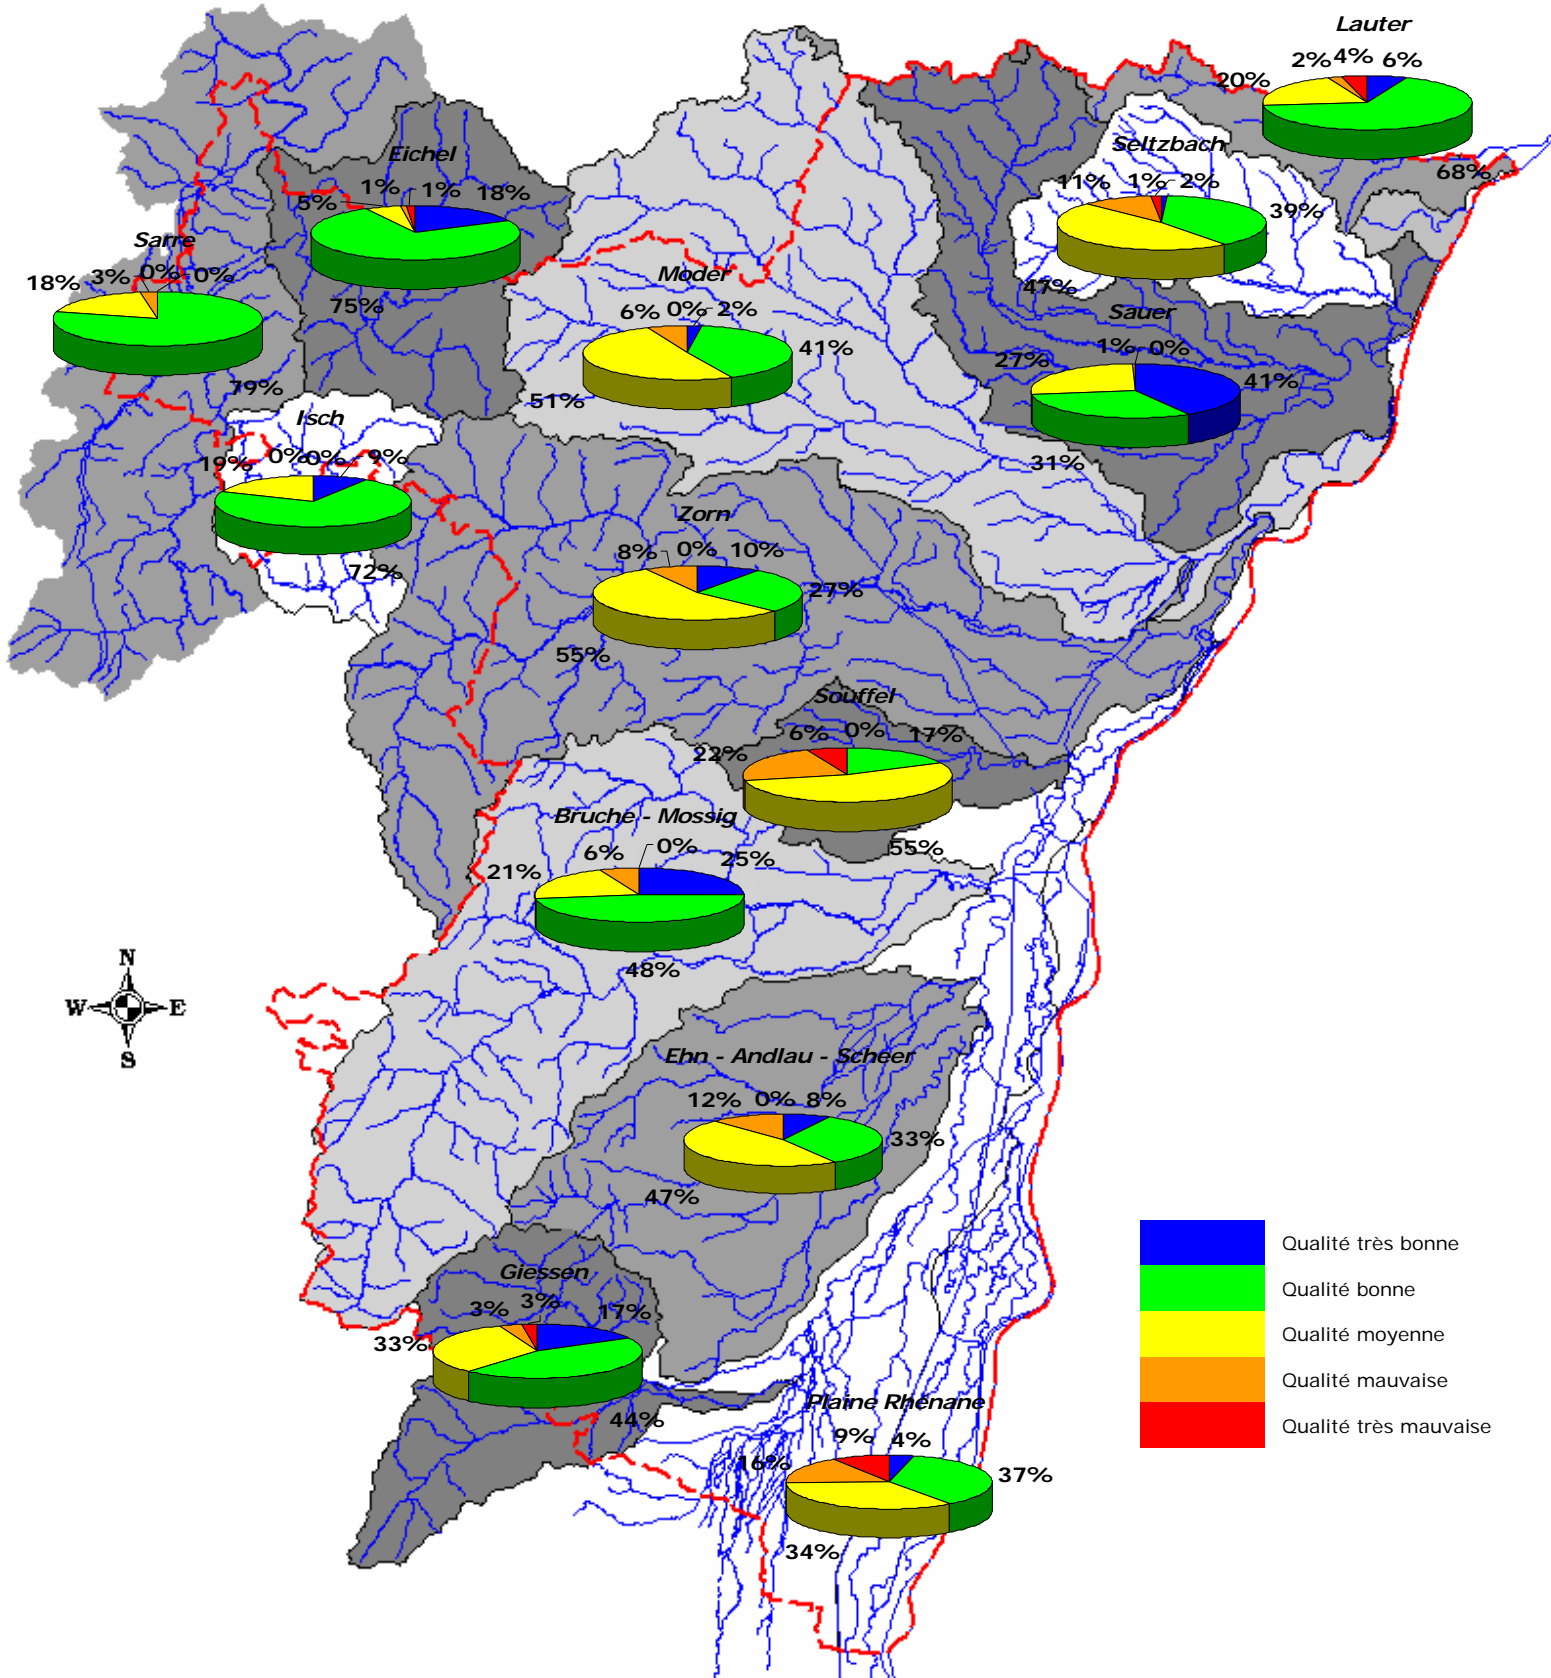 Lauter
2% 4% 6%
20%
68%
Seltzbach
11% 1% 2%
39%
47%
Eichel
5% 1% 1% 18%
75%
Sarre
18% 3% 0% 0%
79%
Moder
6% 0% 2%
41%
51%
Sauer
27% 1% 0%
41%
31%
Isch
19% 0% 0% 9%
72%
Zorn
8% 0% 10%
27%
55%
Souffel
22% 6% 0% 17%
55%
Bruche - Mossig
21% 6% 0% 25%
48%
N
W E
S
Ehn - Andlau - Scheer
12% 0% 8%
33%
47%
Giessen
33% 3% 3% 17%
44%
Plaine Rhénane
16% 9% 4%
37%
34%
Qualité très bonne
Qualité bonne
Qualité moyenne
Qualité mauvaise
Qualité très mauvaise